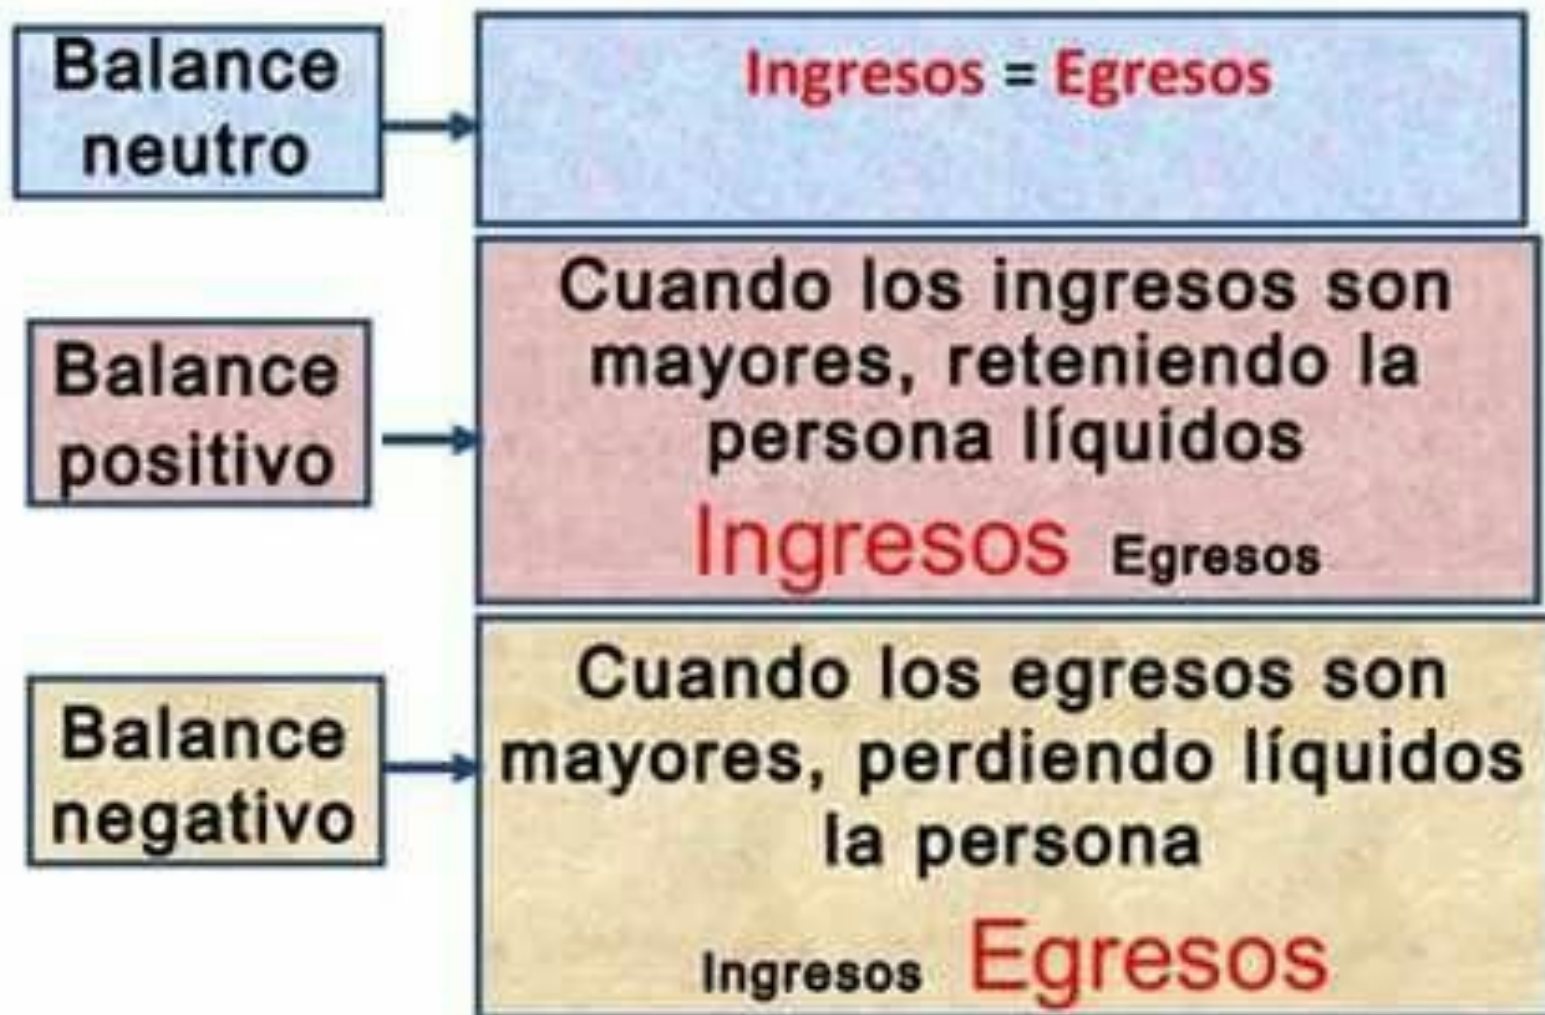 Balance
neutro
Ingresos = Egresos
Balance
positivo
Cuando los ingresos son
mayores, reteniendo la
persona líquidos
Ingresos Egresos
Balance
negativo
Cuando los egresos son
mayores, perdiendo líquidos
la persona
Ingresos Egresos